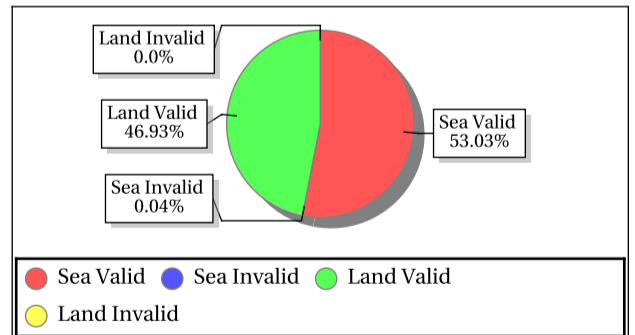 Land Invalid
0.0%
Land Valid
46.93%
Sea Valid
53.03%
Sea Invalid
0.04%
Sea Valid
Sea Invalid
Land Valid
Land Invalid